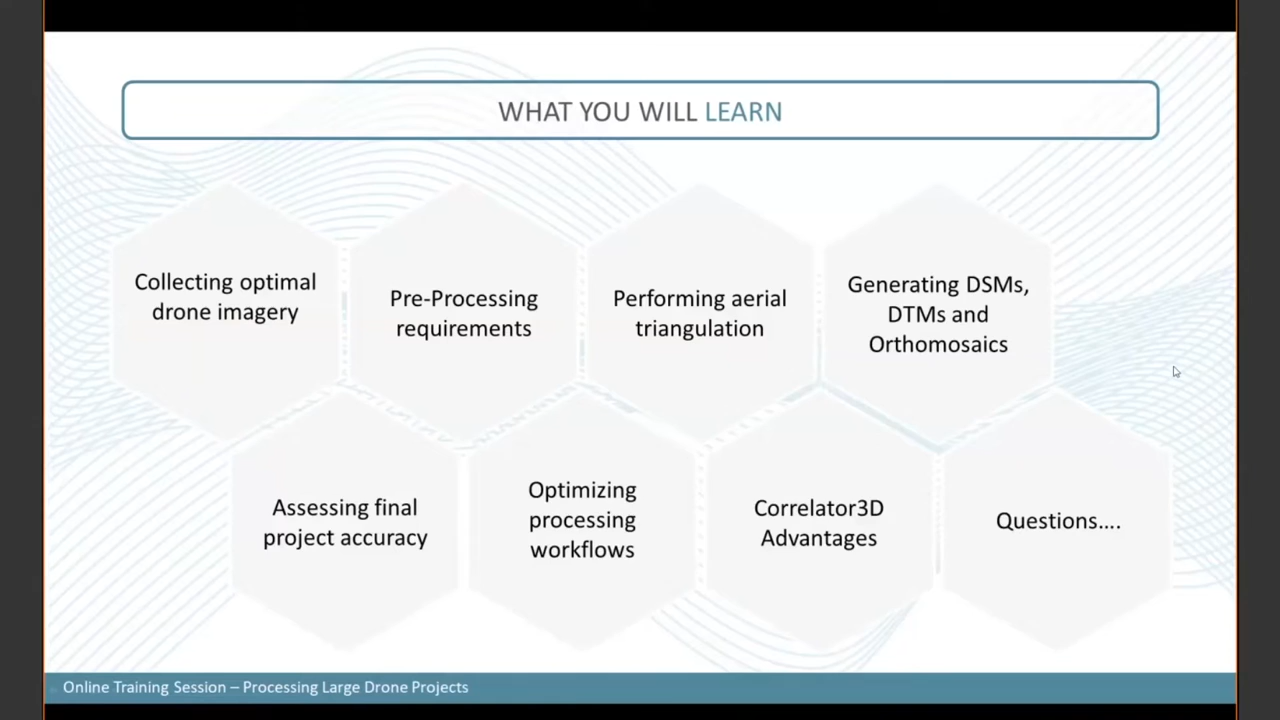 WHAT YOU WILL LEARN
Collecting optimal
drone imagery
Pre-Processing
requirements
Performing aerial
triangulation
Generating DSMs,
DTMs and
Orthomosaics
Assessing final
project accuracy
Optimizing
processing
workflows
Correlator3D
Advantages
Questions....
Online Training Session – Processing Large Drone Projects